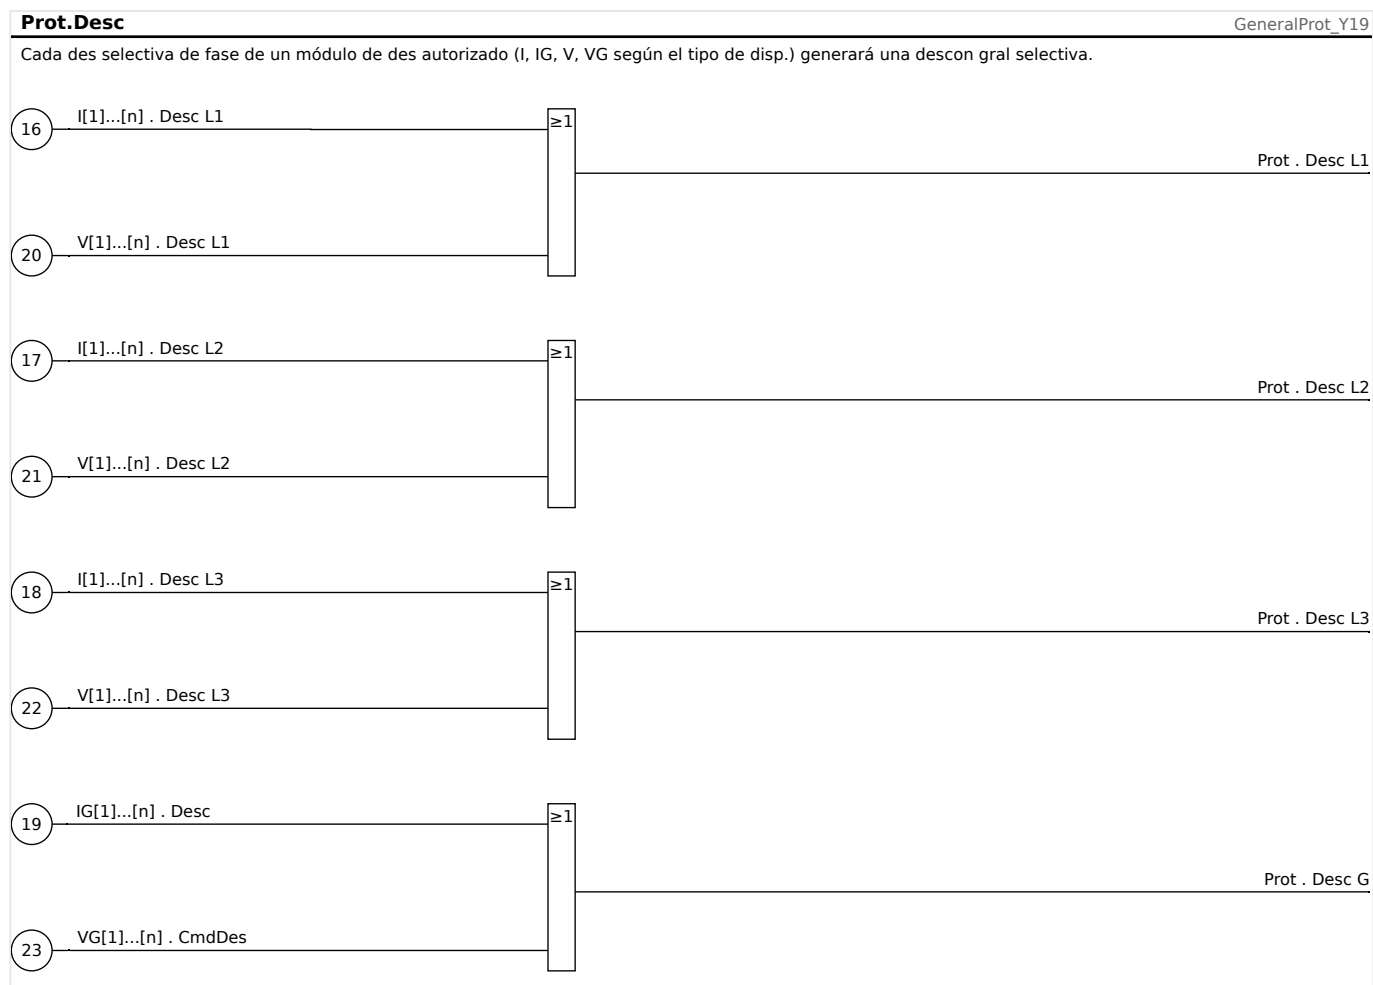 Prot.Desc
GeneralProt_Y19
Cada des selectiva de fase de un módulo de des autorizado (I, IG, V, VG según el tipo de disp.) generará una descon gral selectiva.
16
I[1]...[n] . Desc L1
≥1
Prot . Desc L1
20
V[1]...[n] . Desc L1
17
I[1]...[n] . Desc L2
≥1
Prot . Desc L2
21
V[1]...[n] . Desc L2
18
I[1]...[n] . Desc L3
≥1
Prot . Desc L3
22
V[1]...[n] . Desc L3
19
IG[1]...[n] . Desc
≥1
Prot . Desc G
23
VG[1]...[n] . CmdDes